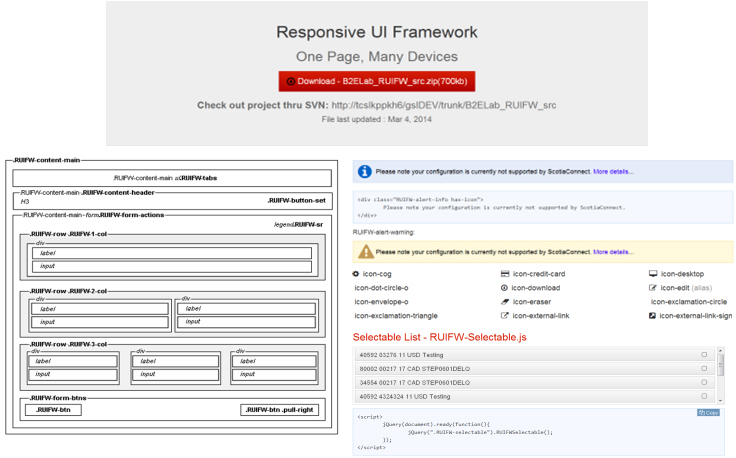 Responsive UI Framework
One Page, Many Devices
Download - B2ELab_RUIFW_src.zip(700kb)
Check out project thru SVN: http://tcslkppkh6/gslDEV/trunk/B2ELab_RUIFW_src
File last updated : Mar 4, 2014
.RUIFW-content-main
.RUIFW-content-main ul.RUIFW-tabs
.RUIFW-content-main .RUIFW-content-header
H3
.RUIFW-button-set
.RUIFW-content-main - form.RUIFW-form-actions
legend.RUIFW-sr
.RUIFW-row .RUIFW-1-col
div
label
input
.RUIFW-row .RUIFW-2-col
div
label
input
div
label
input
.RUIFW-row .RUIFW-3-col
div
label
input
div
label
input
div
label
input
.RUIFW-form-btns
.RUIFW-btn
.RUIFW-btn .pull-right
Please note your configuration is currently not supported by ScotiaConnect. More details...
<div class="RUIFW-alert-info has-icon">
Please note your configuration is currently not supported by ScotiaConnect.
</div>
RUIFW-alert-warning:
Please note your configuration is currently not supported by ScotiaConnect. More details...
icon-cog
icon-credit-card
icon-desktop
icon-dot-circle-o
icon-download
icon-edit (alias)
icon-envelope-o
icon-eraser
icon-exclamation-circle
icon-exclamation-triangle
icon-external-link
icon-external-link-sign
Selectable List - RUIFW-Selectable.js
40592 03276 11 USD Testing
80002 00217 17 CAD STEP0601DELQ
34554 00217 17 CAD STEP0601DELQ
40592 4324324 11 USD Testing
Copy
<script>
jQuery(document).ready(function(){
jQuery(".RUIFW-selectable").RUIFWSelectable();
});
</script>